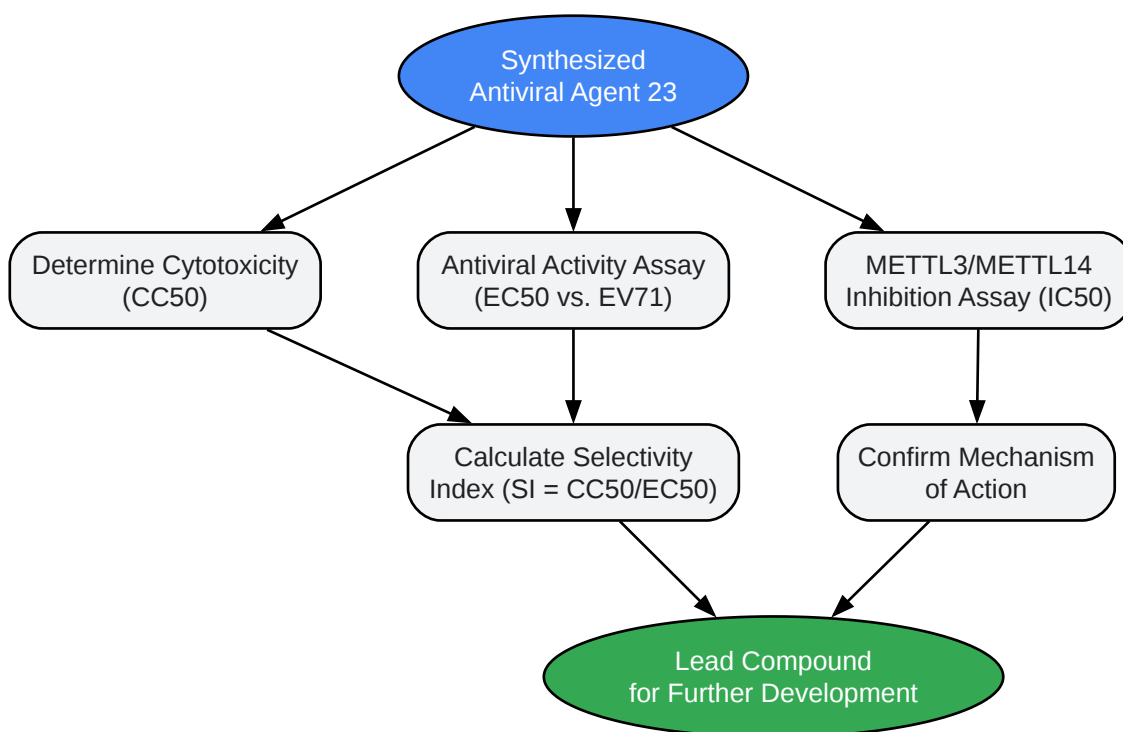 Synthesized
Antiviral Agent 23
Determine Cytotoxicity
(CC50)
Antiviral Activity Assay
(EC50 vs. EV71)
METTL3/METTL14
Inhibition Assay (IC50)
Calculate Selectivity
Index (SI = CC50/EC50)
Confirm Mechanism
of Action
Lead Compound
for Further Development